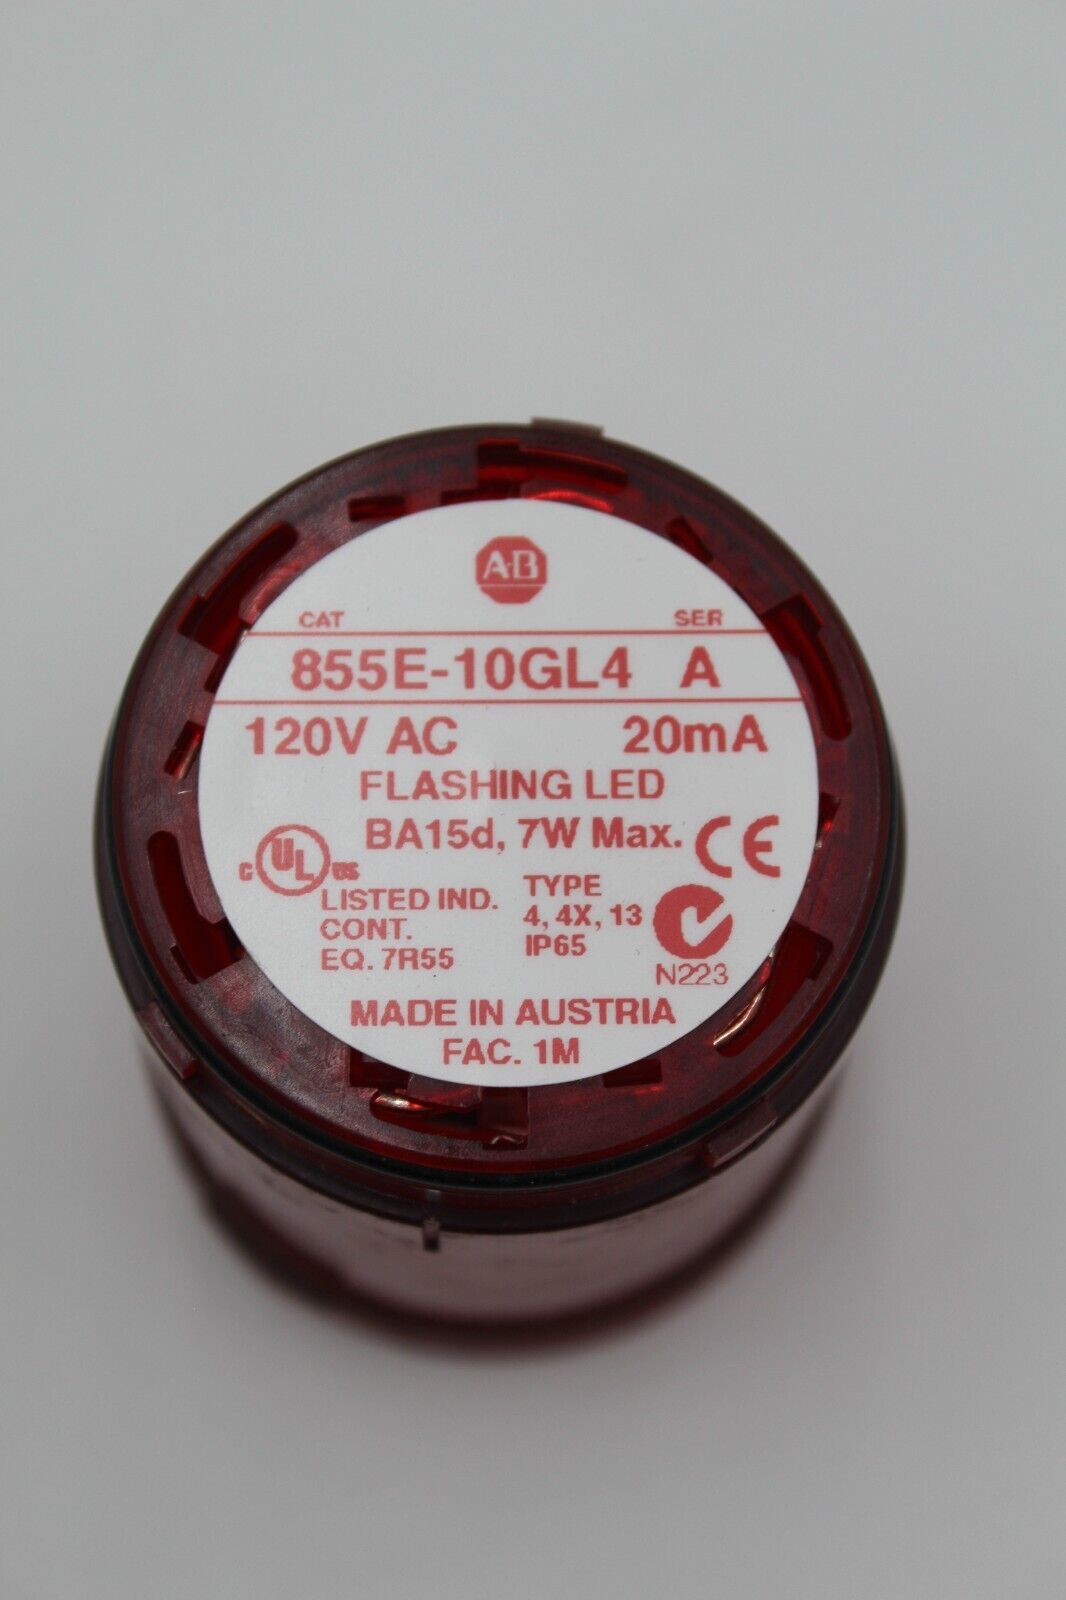 A-B
CAT SER
855E-10GL4 A
120V AC 20mA
FLASHING LED
BA15d, 7W Max.
CE
C UL US
LISTED IND.
CONT.
EQ. 7R55
TYPE
4, 4X, 13
IP65
N223
MADE IN AUSTRIA
FAC. 1M